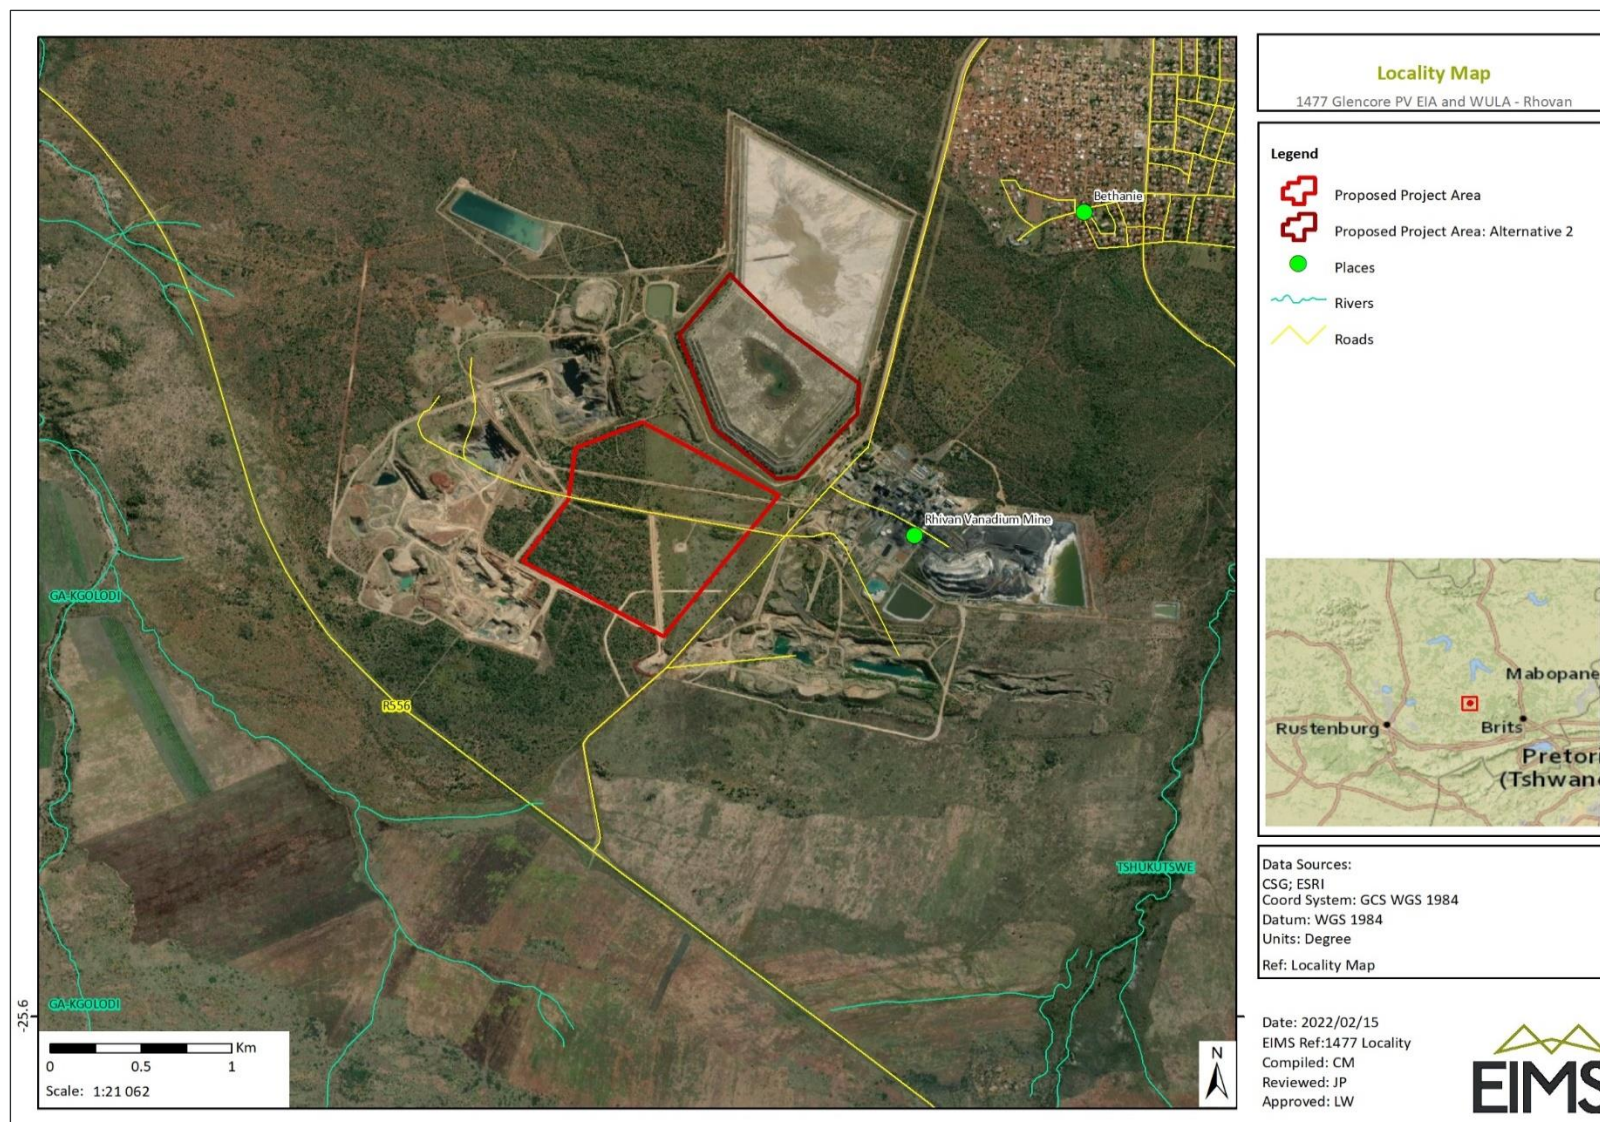 Locality Map
1477 Glencore PV EIA and WULA - Rhovan
Legend
Proposed Project Area
Proposed Project Area: Alternative 2
Places
Rivers
Roads
Bethanie
Rhivan Vanadium Mine
GA-KGOLODI
R556
TSHUKUTSWE
GA-KGOLODI
-25.6
Km
0 0.5 1
Scale: 1:21 062
N
Mabopane
Rustenburg
Brits
Pretori
(Tshwan
Data Sources:
CSG; ESRI
Coord System: GCS WGS 1984
Datum: WGS 1984
Units: Degree
Ref: Locality Map
Date: 2022/02/15
EIMS Ref:1477 Locality
Compiled: CM
Reviewed: JP
Approved: LW
EIMS